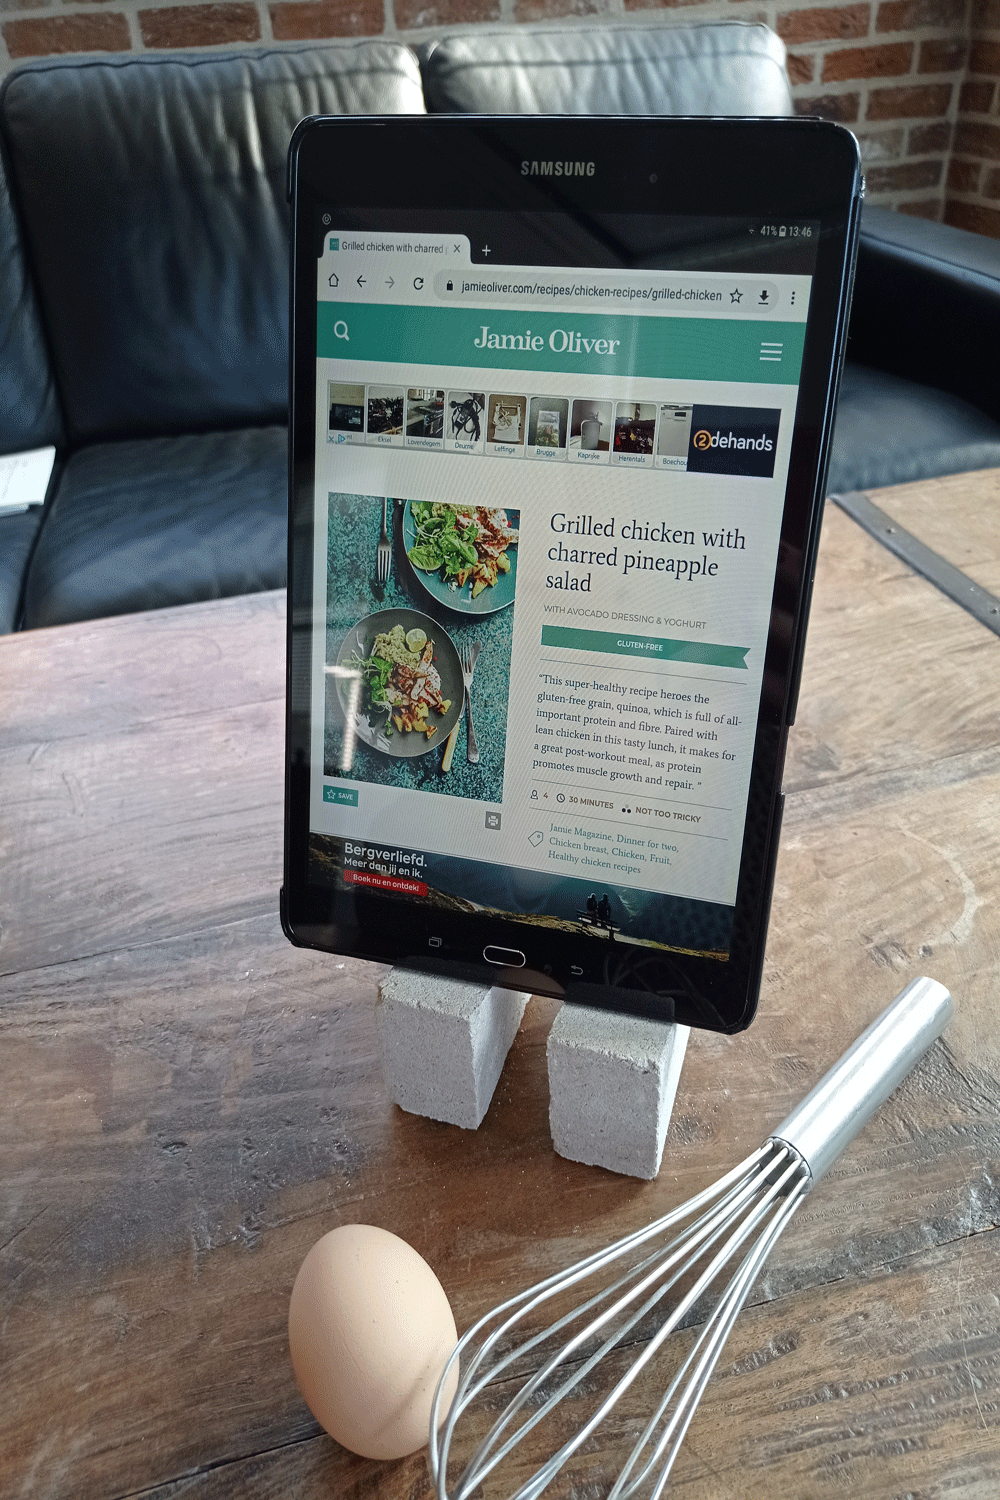 SAMSUNG
41% 13:46
Grilled chicken with charred
jamieoliver.com/recipes/chicken-recipes/grilled-chicken
Jamie Oliver
Eksel
Lovendegem
Deurne
Leffinge
Brugge
Kaprijke
Herentals
Boechou
2dehands
Grilled chicken with
charred pineapple
salad
WITH AVOCADO DRESSING & YOGHURT
GLUTEN-FREE
"This super-healthy recipe heroes the
gluten-free grain, quinoa, which is full of all-
important protein and fibre. Paired with
lean chicken in this tasty lunch, it makes for
a great post-workout meal, as protein
promotes muscle growth and repair. "
SAVE
4 30 MINUTES NOT TOO TRICKY
Jamie Magazine, Dinner for two,
Chicken breast, Chicken, Fruit,
Healthy chicken recipes
Bergverliefd.
Meer dan jij en ik.
Boek nu en ontdek!